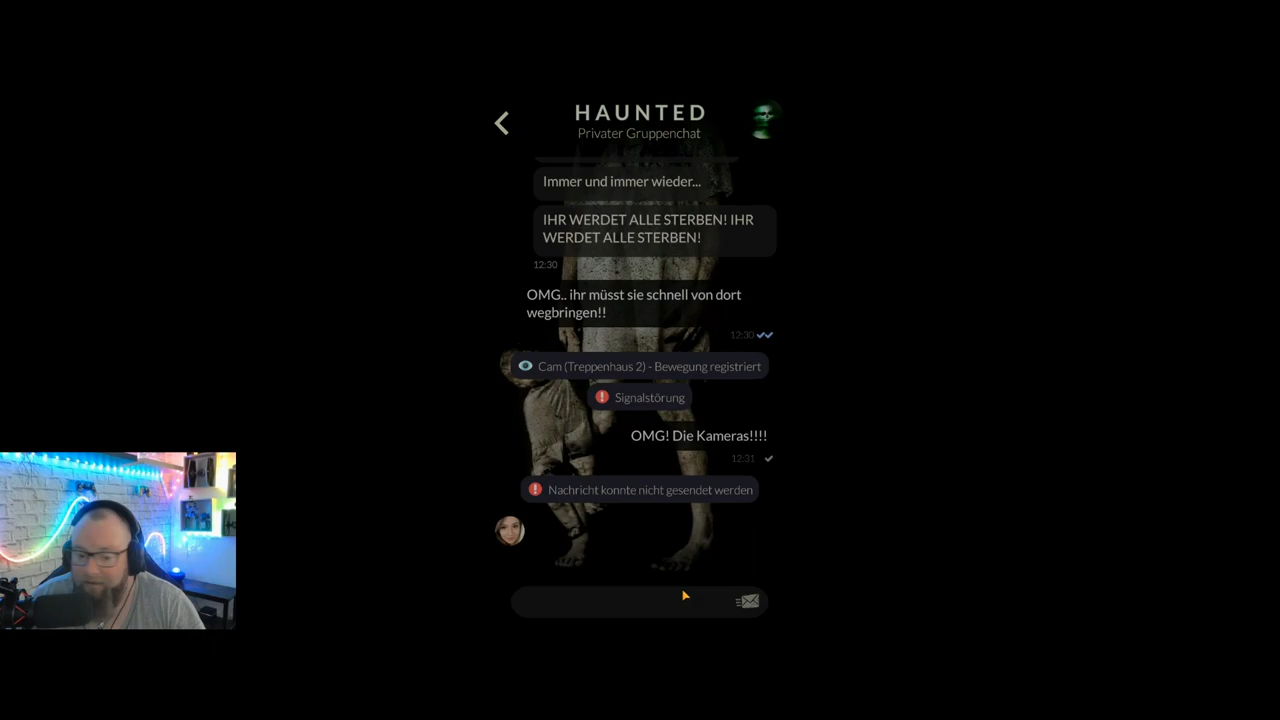 HAUNTED
Privater Gruppenchat
Immer und immer wieder...
IHR WERDET ALLE STERBEN! IHR
WERDET ALLE STERBEN!
12:30
OMG.. ihr müsst sie schnell von dort
wegbringen!!
12:30
Cam (Treppenhaus 2) - Bewegung registriert
Signalstörung
OMG! Die Kameras!!!!
12:31
Nachricht konnte nicht gesendet werden